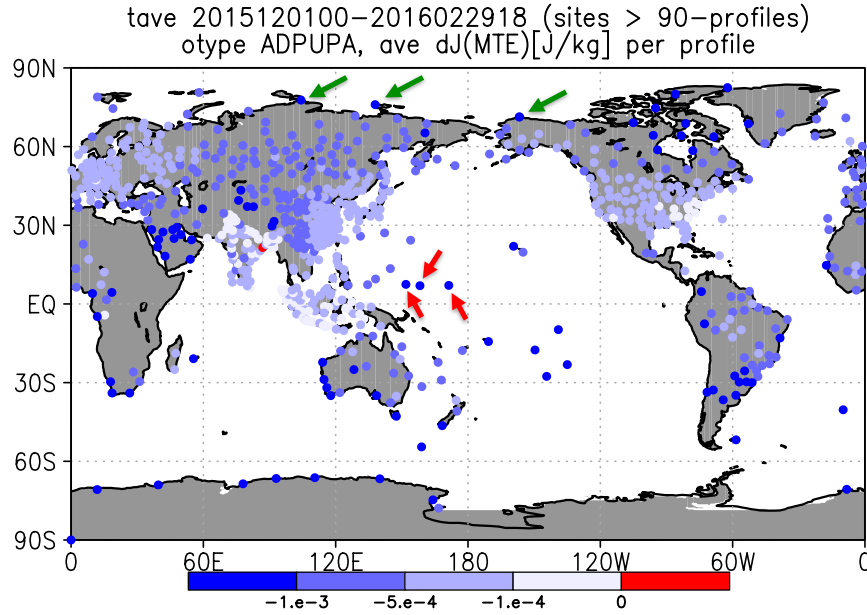 tave 2015120100-2016022918 (sites > 90-profiles)
otype ADPUPA, ave dJ(MTE)[J/kg] per profile
90N
60N
30N
EQ
30S
60S
90S
0 60E 120E 180 120W 60W 0
-1.e-3 -5.e-4 -1.e-4 0